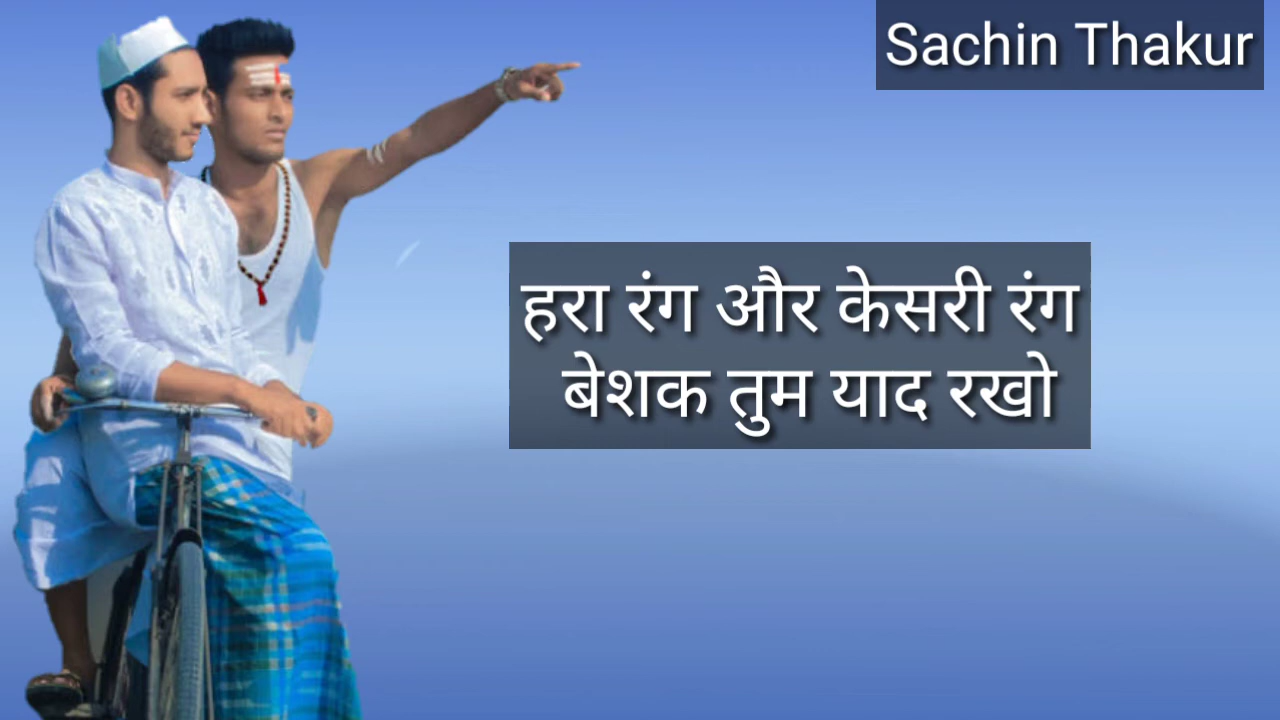 Sachin Thakur
हरा रंग और केसरी रंग
बेशक तुम याद रखो